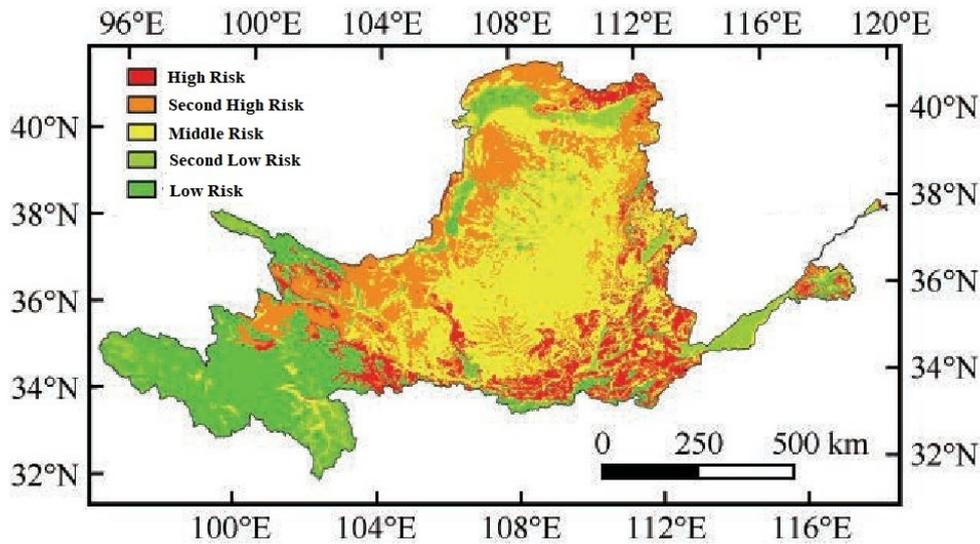 96°E 100°E 104°E 108°E 112°E 116°E 120°E
High Risk
Second High Risk
Middle Risk
Second Low Risk
Low Risk
40°N
38°N
36°N
34°N
32°N
40°N
38°N
36°N
34°N
32°N
0 250 500 km
100°E 104°E 108°E 112°E 116°E